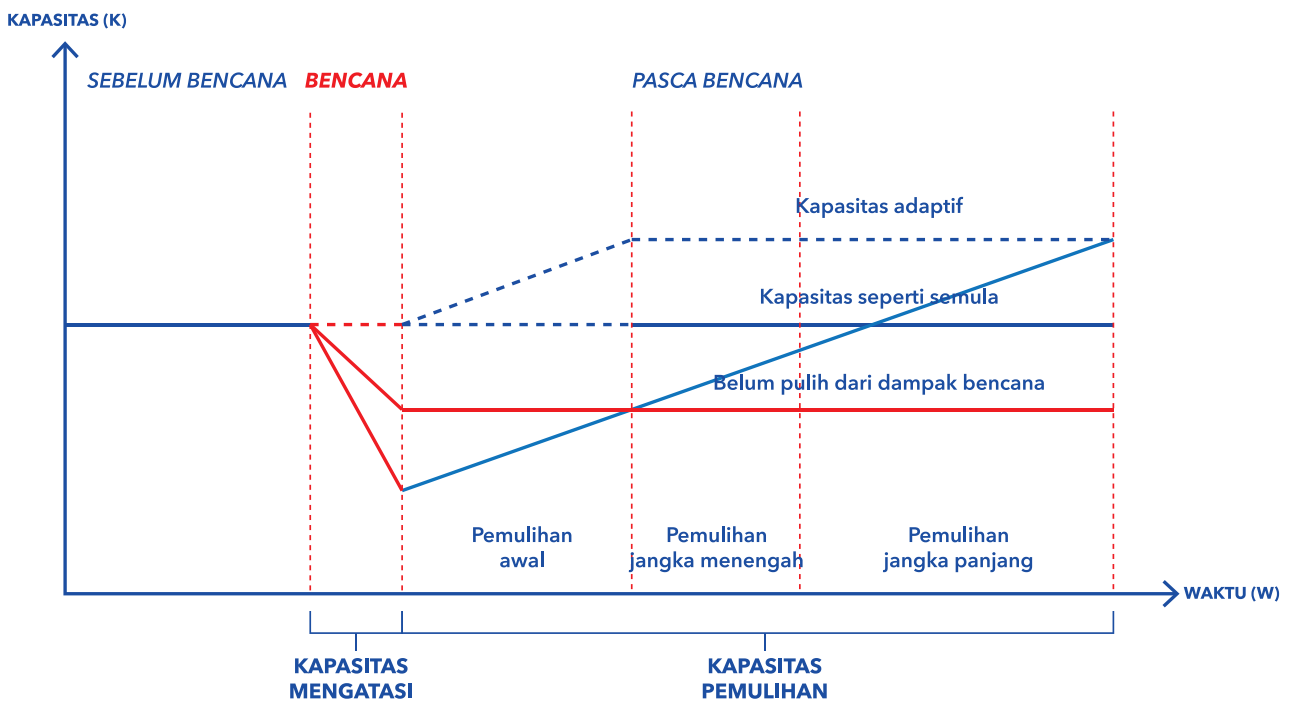 KAPASITAS (K)
SEBELUM BENCANA BENCANA PASCA BENCANA
Kapasitas adaptif
Kapasitas seperti semula
Belum pulih dari dampak bencana
Pemulihan
awal
Pemulihan
jangka menengah
Pemulihan
jangka panjang
WAKTU (W)
KAPASITAS
MENGATASI
KAPASITAS
PEMULIHAN